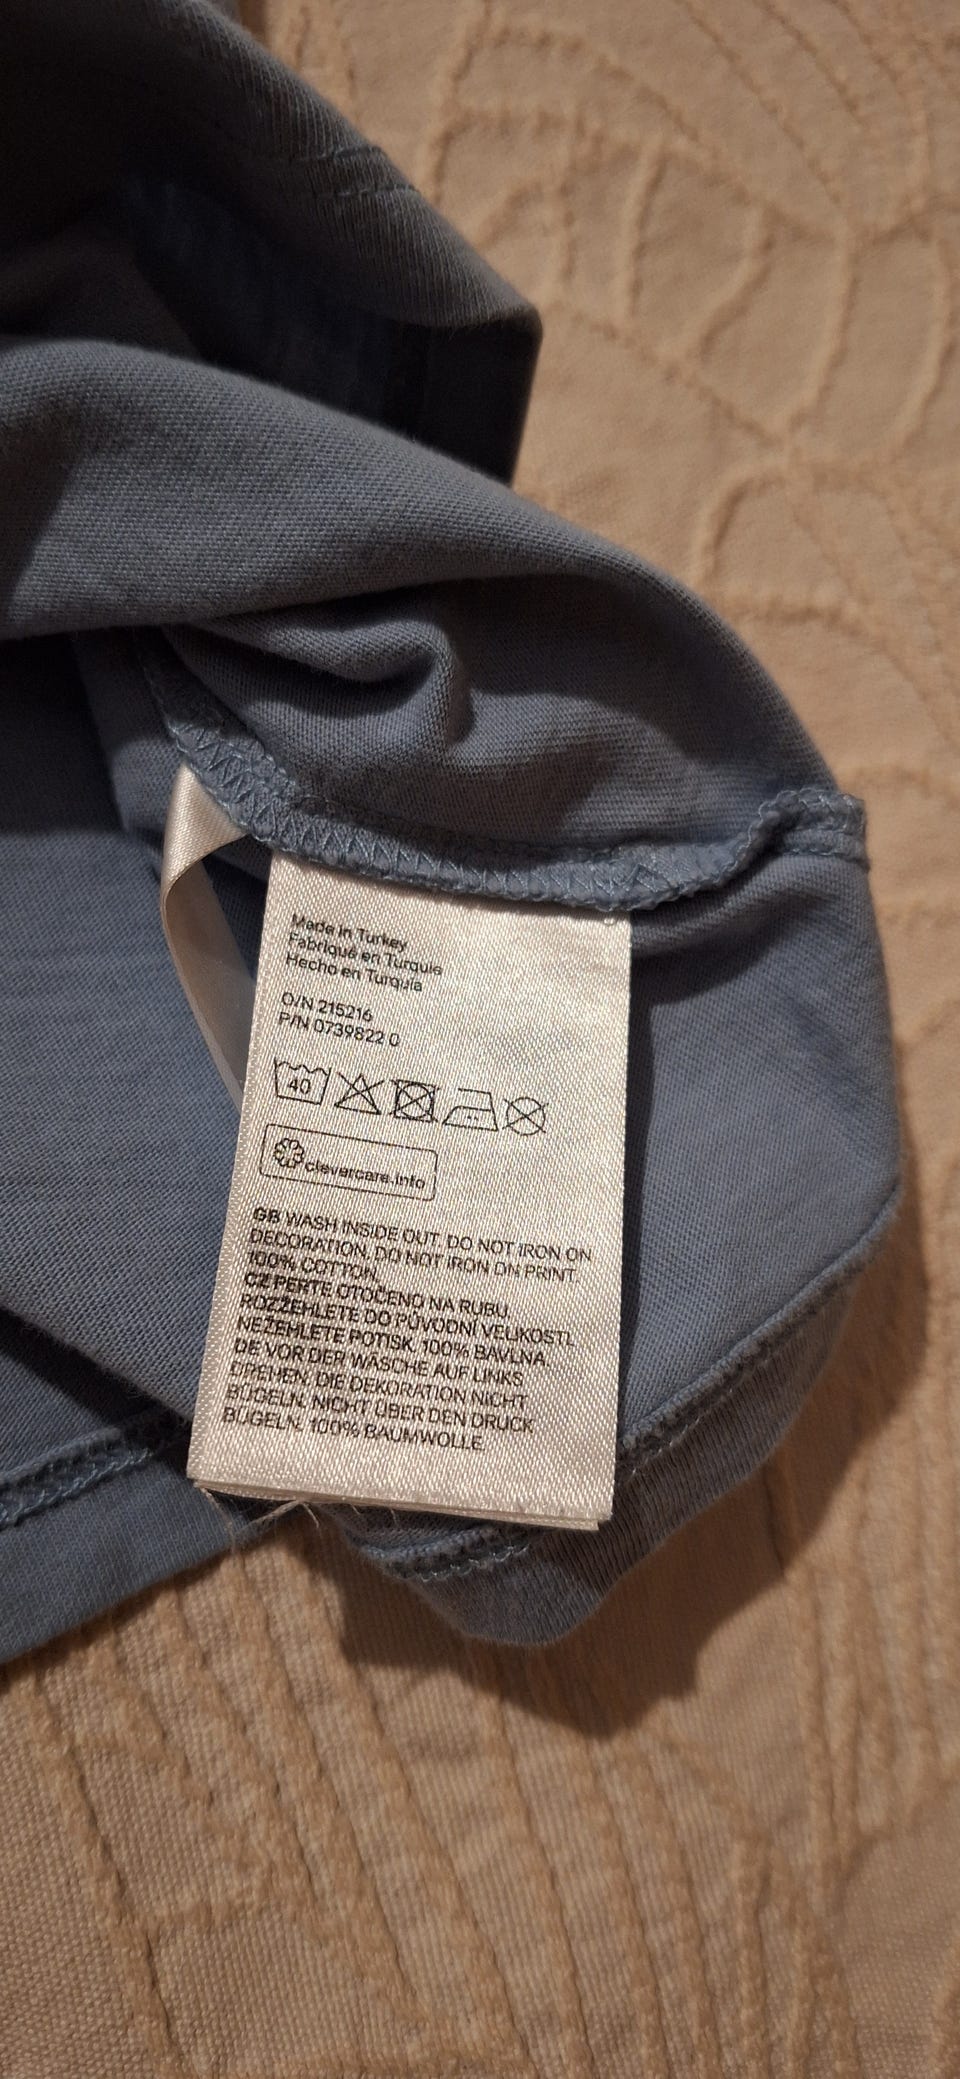 Made in Turkey
Fabriqué en Turquie
Hecho en Turquía
O/N 215216
P/N 0739822 0
40
clevercare.info
GB WASH INSIDE OUT. DO NOT IRON ON
DECORATION. DO NOT IRON ON PRINT.
100% COTTON.
CZ PERTE OTOČENO NA RUBU.
ROZŽEHLETE DO PŮVODNÍ VELIKOSTI.
NEŽEHLETE POTISK. 100% BAVLNA.
DE VOR DER WÄSCHE AUF LINKS
DREHEN. DIE DEKORATION NICHT
BÜGELN. NICHT ÜBER DEN DRUCK
BÜGELN. 100% BAUMWOLLE.